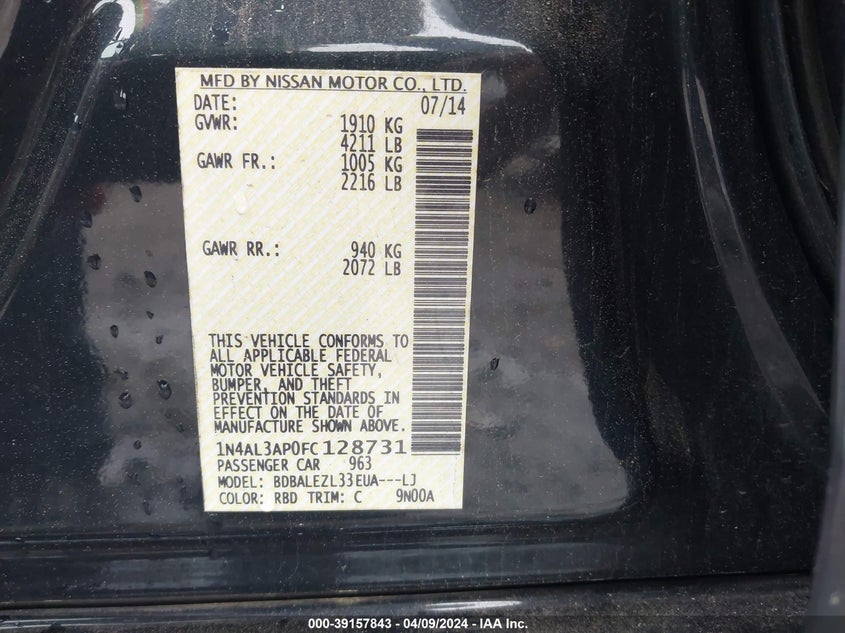 MFD BY NISSAN MOTOR CO., LTD.
DATE: 07/14
GVWR: 1910 KG
4211 LB
GAWR FR.: 1005 KG
2216 LB
GAWR RR.: 940 KG
2072 LB
THIS VEHICLE CONFORMS TO
ALL APPLICABLE FEDERAL
MOTOR VEHICLE SAFETY,
BUMPER, AND THEFT
PREVENTION STANDARDS IN
EFFECT ON THE DATE OF
MANUFACTURE SHOWN ABOVE.
1N4AL3AP0FC128731
PASSENGER CAR 963
MODEL: BDBALEZL33EUA---LJ
COLOR: RBD TRIM: C 9N00A
000-39157843 - 04/09/2024 - IAA Inc.